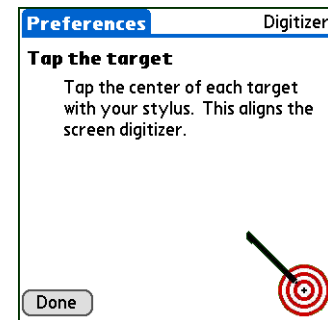 Preferences Digitizer
Tap the target
Tap the center of each target
with your stylus. This aligns the
screen digitizer.
Done